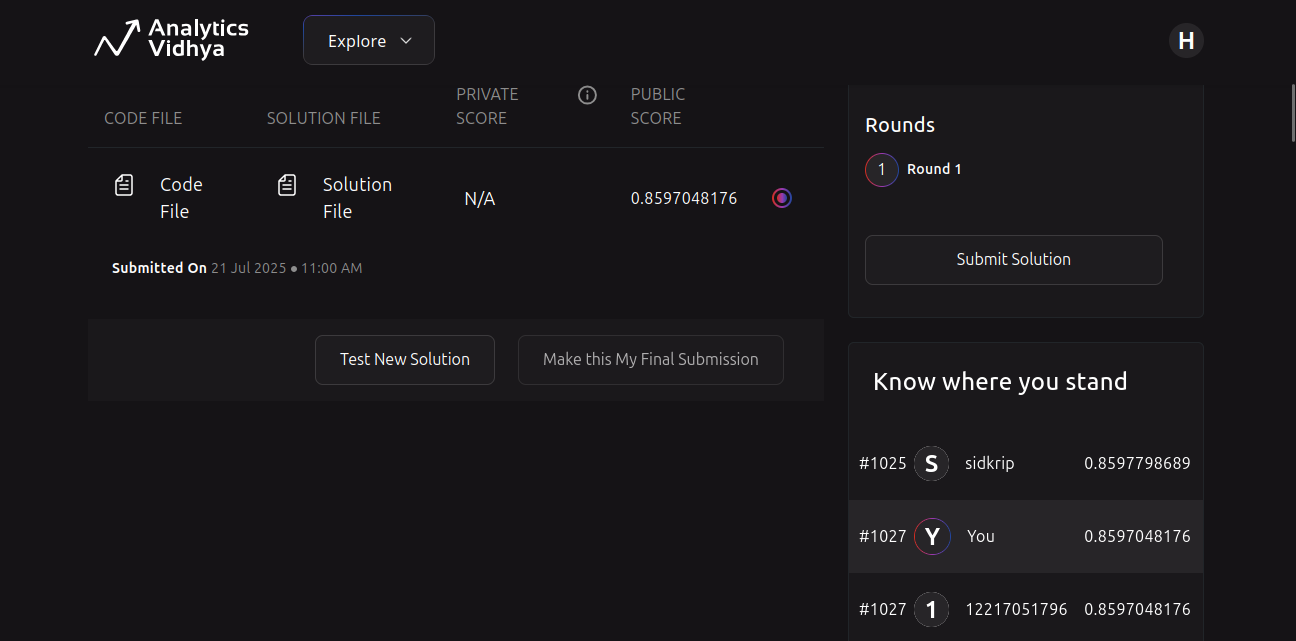 Analytics
Vidhya
Explore
H
CODE FILE
SOLUTION FILE
PRIVATE
SCORE
PUBLIC
SCORE
Code
File
Solution
File
N/A
0.8597048176
Submitted On 21 Jul 2025 ● 11:00 AM
Test New Solution
Make this My Final Submission
Rounds
1 Round 1
Submit Solution
Know where you stand
#1025 S sidkrip 0.8597798689
#1027 Y You 0.8597048176
#1027 1 12217051796 0.8597048176